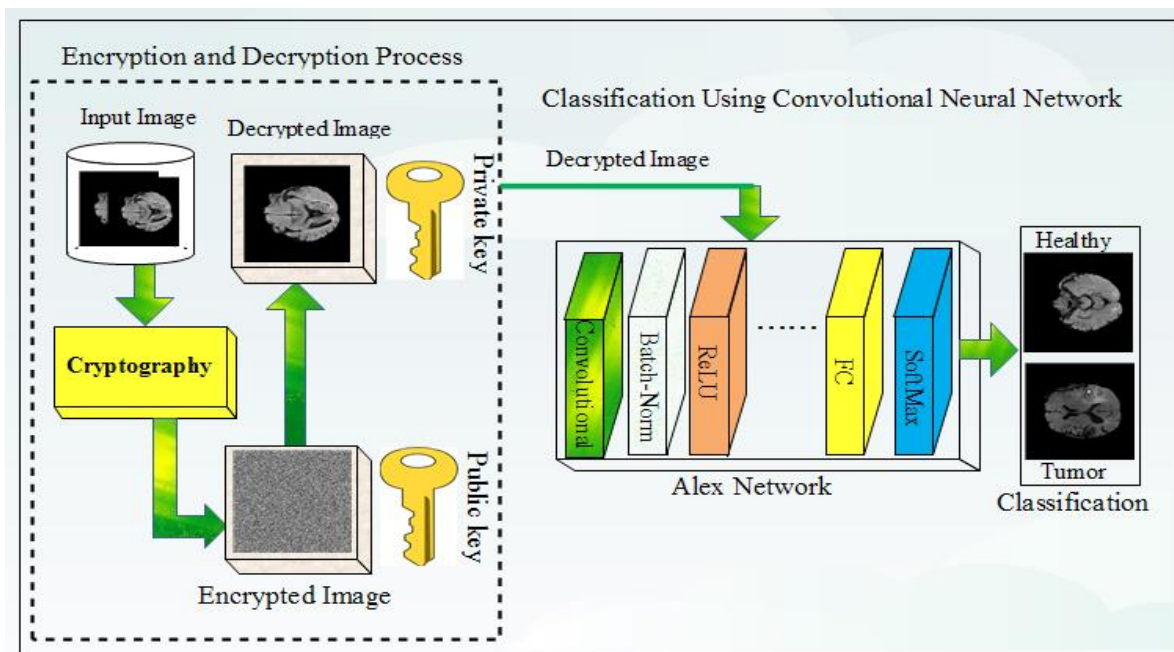 Encryption and Decryption Process
Input Image
Decrypted Image
Private key
Cryptography
Public key
Encrypted Image
Classification Using Convolutional Neural Network
Decrypted Image
Convolutional
Batch-Norm
ReLU
.......
FC
SoftMax
Alex Network
Healthy
Tumor
Classification